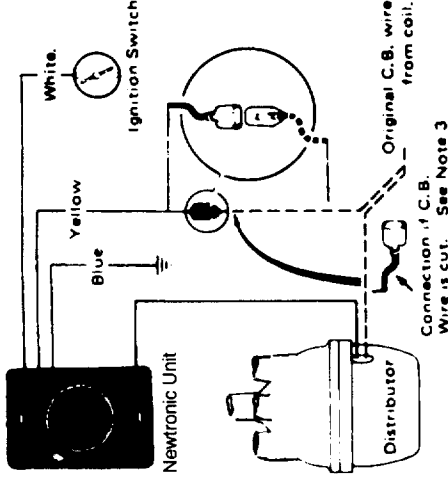 White.
Ignition Switch
Yellow
Blue
Newtronic Unit
Original C.B. wire
from coil.
Connection if C.B.
Wire is cut. See Note 3
Distributor